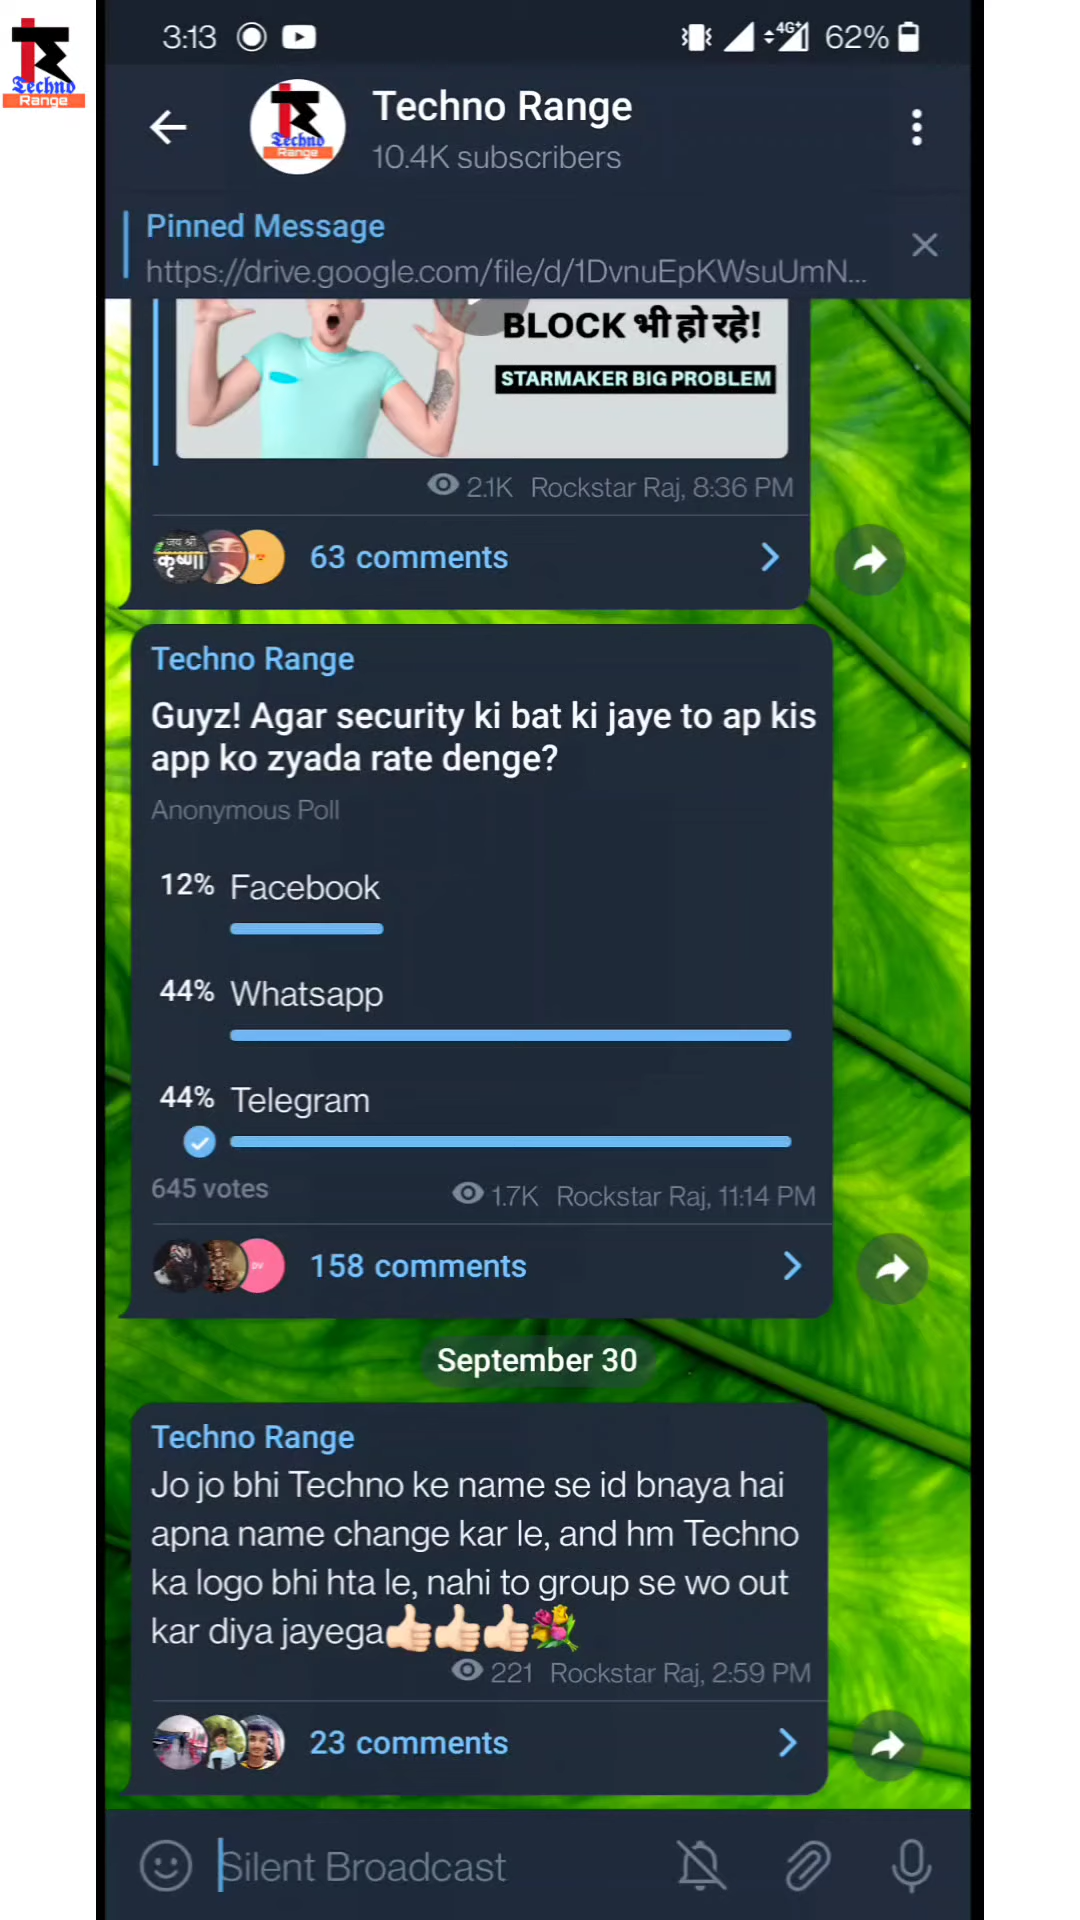 Techno
Range
3:13
4G+
62%
Techno
Range
Techno Range
10.4K subscribers
Pinned Message
https://drive.google.com/file/d/1DvnuEpKWsuUmN...
BLOCK भी हो रहे!
STARMAKER BIG PROBLEM
2.1K Rockstar Raj, 8:36 PM
जय श्री
कृष्णा
63 comments
Techno Range
Guyz! Agar security ki bat ki jaye to ap kis
app ko zyada rate denge?
Anonymous Poll
12% Facebook
44% Whatsapp
44% Telegram
645 votes
1.7K Rockstar Raj, 11:14 PM
DV
158 comments
September 30
Techno Range
Jo jo bhi Techno ke name se id bnaya hai
apna name change kar le, and hm Techno
ka logo bhi hta le, nahi to group se wo out
kar diya jayega👍🏻👍🏻👍🏻💐
221 Rockstar Raj, 2:59 PM
23 comments
Silent Broadcast